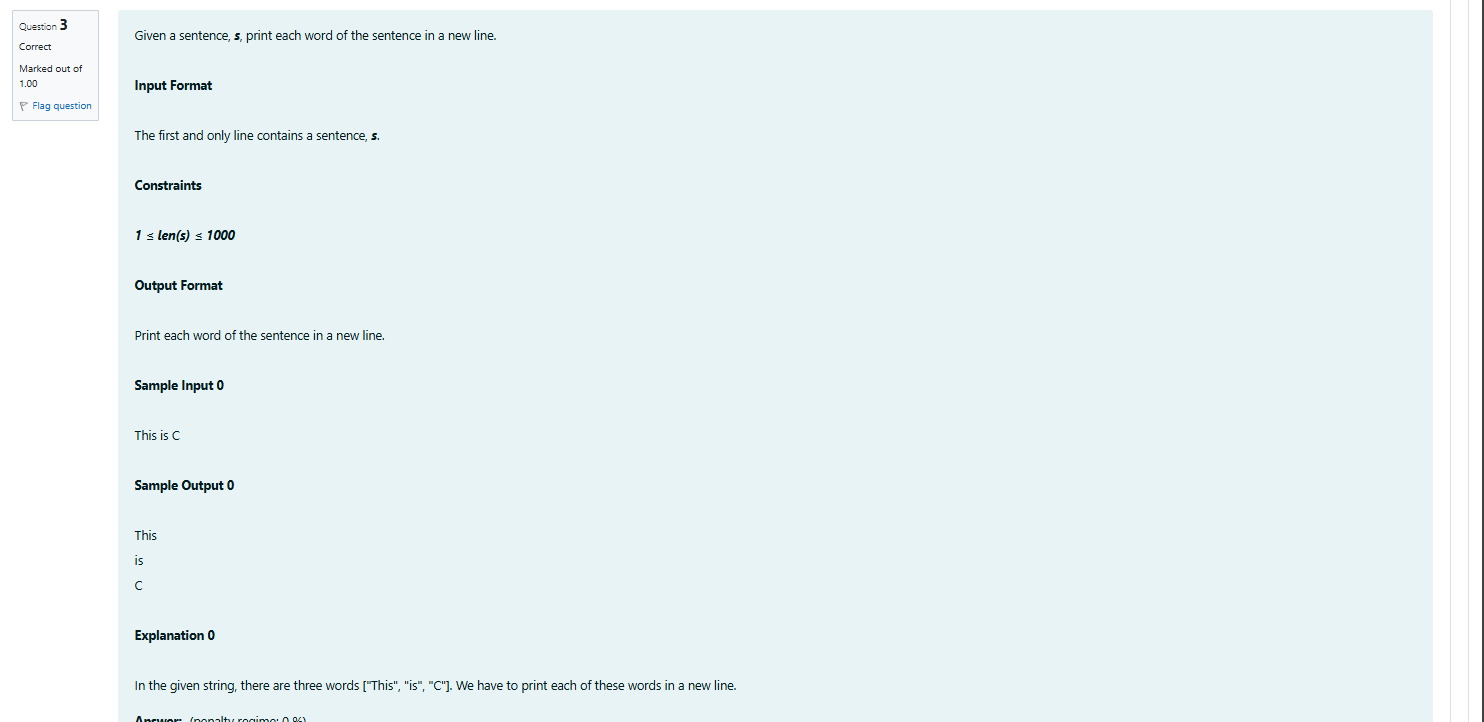 Question 3
Correct
Marked out of
1.00
Flag question
Given a sentence, s, print each word of the sentence in a new line.
Input Format
The first and only line contains a sentence, s.
Constraints
1 ≤ len(s) ≤ 1000
Output Format
Print each word of the sentence in a new line.
Sample Input 0
This is C
Sample Output 0
This
is
C
Explanation 0
In the given string, there are three words ["This", "is", "C"]. We have to print each of these words in a new line.
Answer: (penalty regime: 0 %)